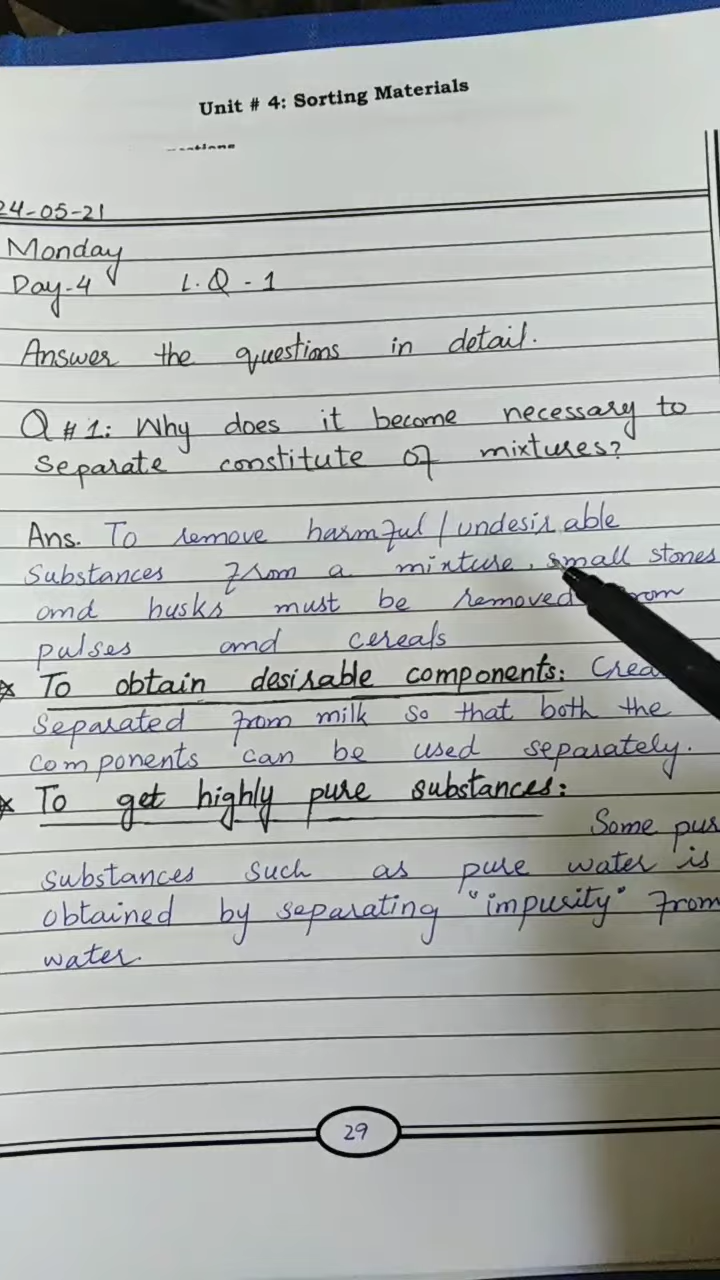 Unit # 4: Sorting Materials
24-05-21
Monday
Day-4 L.Q - 1
Answer the questions in detail.
Q # 1: Why does it become necessary to
separate constitute of mixtures?
Ans. To remove harmful / undesirable
substances from a mixture. small stones
and husks must be removed from
pulses and cereals
* To obtain desirable components: Crea
separated from milk so that both the
components can be used separately.
* To get highly pure substances:
Some pur
substances such as pure water is
obtained by separating "impurity" from
water.
29